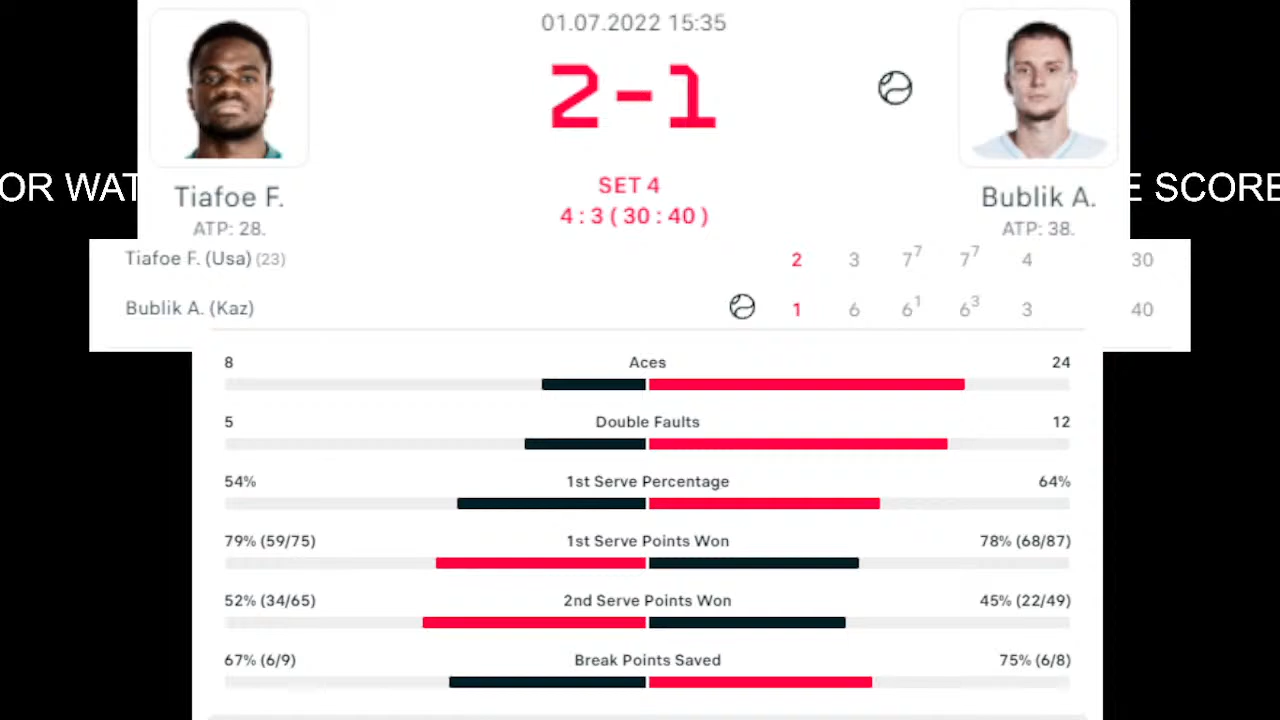 01.07.2022 15:35
2-1
OR WAT
E SCORE
Tiafoe F.
ATP: 28.
SET 4
4 : 3 ( 30 : 40 )
Bublik A.
ATP: 38.
Tiafoe F. (Usa) (23) 2 3 7⁷ 7⁷ 4 30
Bublik A. (Kaz) 1 6 6¹ 6³ 3 40
8 Aces 24
5 Double Faults 12
54% 1st Serve Percentage 64%
79% (59/75) 1st Serve Points Won 78% (68/87)
52% (34/65) 2nd Serve Points Won 45% (22/49)
67% (6/9) Break Points Saved 75% (6/8)